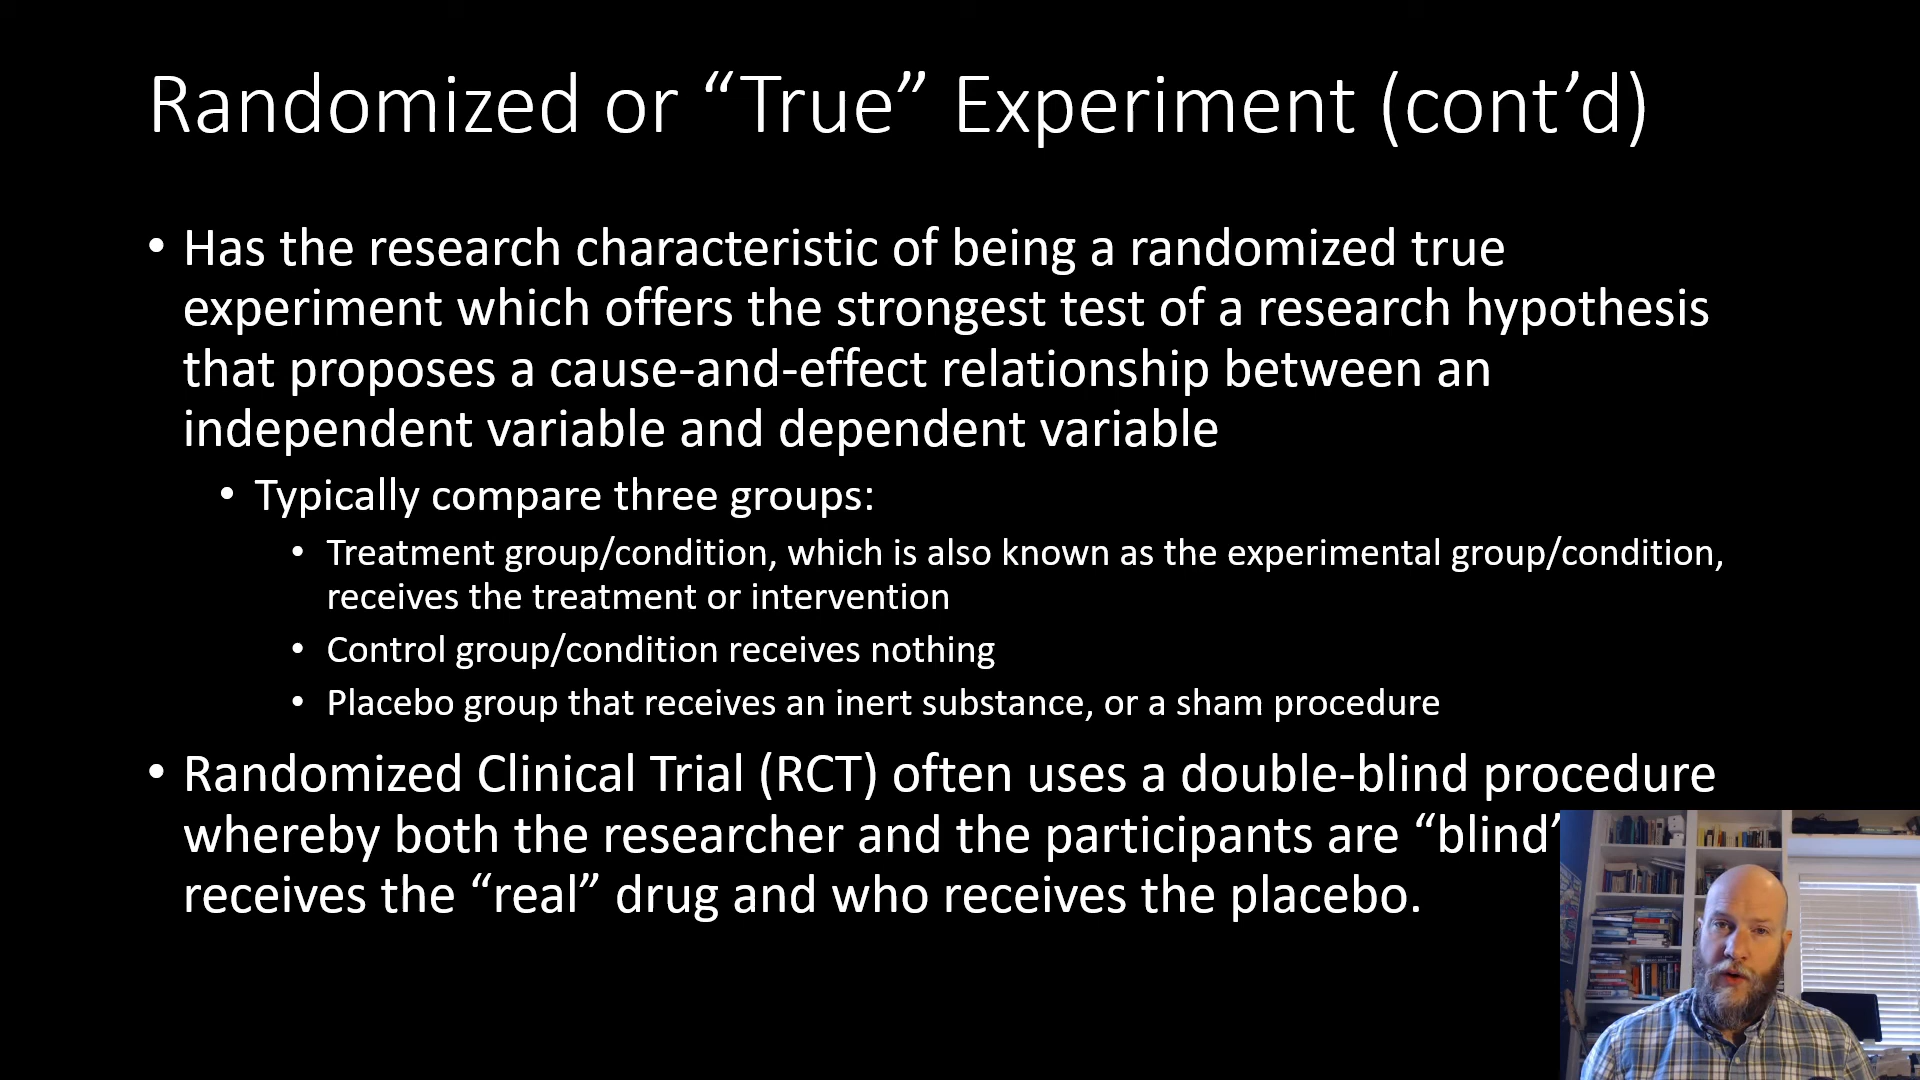 Randomized or “True” Experiment (cont’d)
• Has the research characteristic of being a randomized true
experiment which offers the strongest test of a research hypothesis
that proposes a cause-and-effect relationship between an
independent variable and dependent variable
• Typically compare three groups:
• Treatment group/condition, which is also known as the experimental group/condition,
receives the treatment or intervention
• Control group/condition receives nothing
• Placebo group that receives an inert substance, or a sham procedure
• Randomized Clinical Trial (RCT) often uses a double-blind procedure
whereby both the researcher and the participants are “blind”
receives the “real” drug and who receives the placebo.